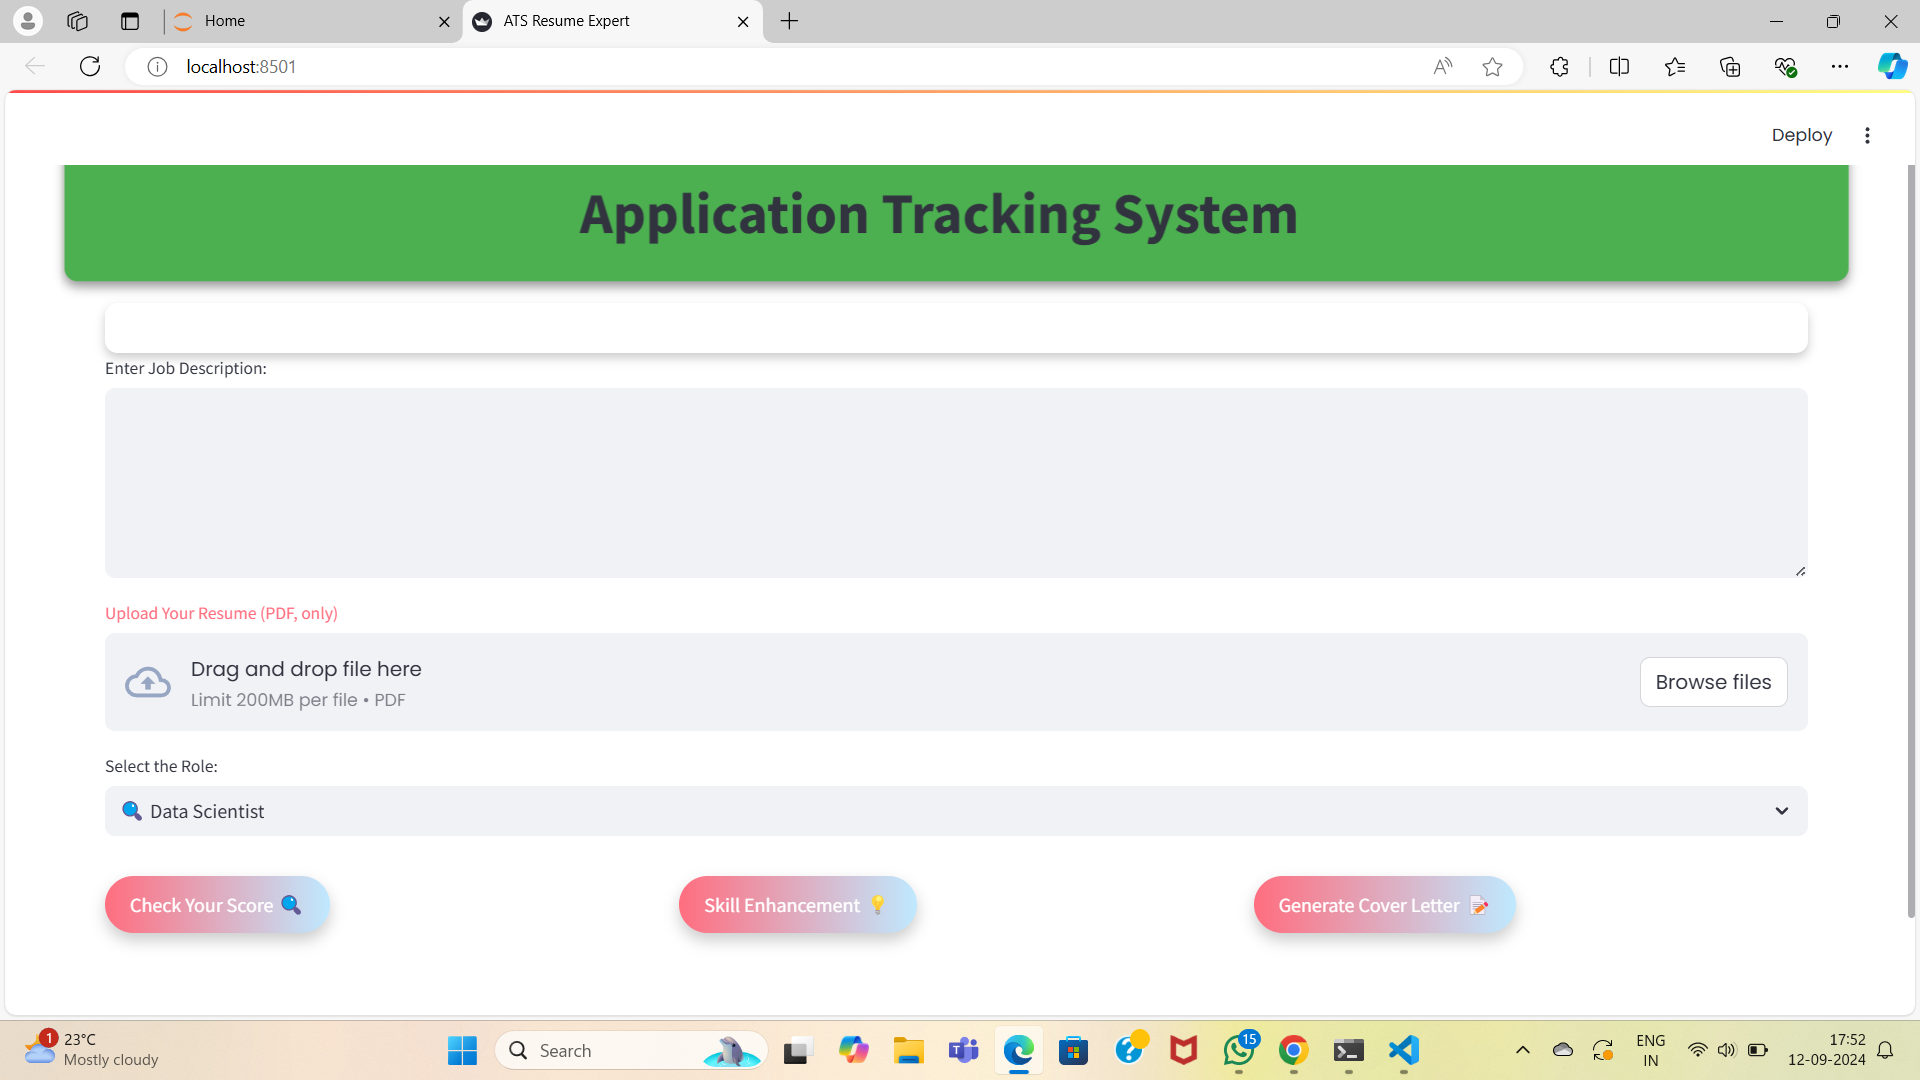 Home
ATS Resume Expert
localhost:8501
Deploy
Application Tracking System
Enter Job Description:
Upload Your Resume (PDF, only)
Drag and drop file here
Limit 200MB per file • PDF
Browse files
Select the Role:
🔍 Data Scientist
Check Your Score 🔍
Skill Enhancement 💡
Generate Cover Letter 📝
1
23°C
Mostly cloudy
Search
15
ENG
IN
17:52
12-09-2024